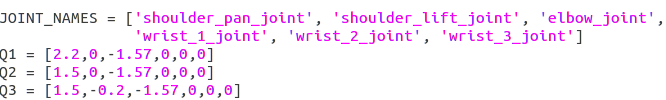 JOINT_NAMES = ['shoulder_pan_joint', 'shoulder_lift_joint', 'elbow_joint',
'wrist_1_joint', 'wrist_2_joint', 'wrist_3_joint']
Q1 = [2.2,0,-1.57,0,0,0]
Q2 = [1.5,0,-1.57,0,0,0]
Q3 = [1.5,-0.2,-1.57,0,0,0]